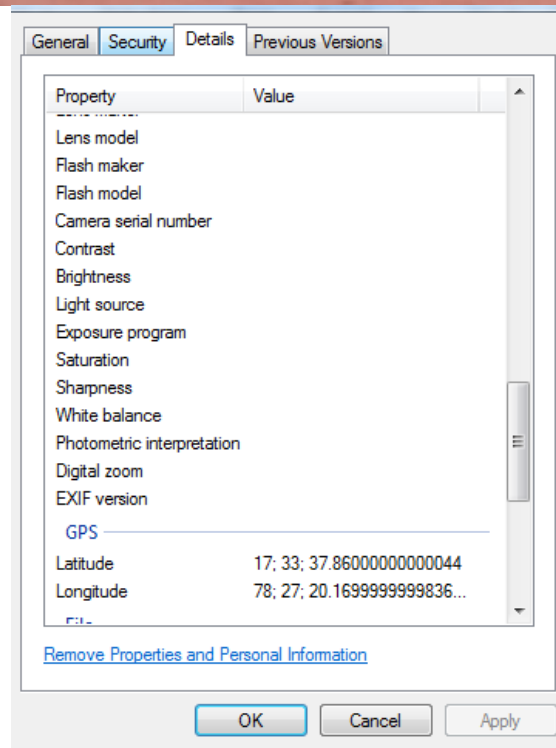 General Security Details Previous Versions
Property Value
Lens model
Flash maker
Flash model
Camera serial number
Contrast
Brightness
Light source
Exposure program
Saturation
Sharpness
White balance
Photometric interpretation
Digital zoom
EXIF version
GPS
Latitude 17; 33; 37.86000000000044
Longitude 78; 27; 20.1699999999836...
Remove Properties and Personal Information
OK Cancel Apply